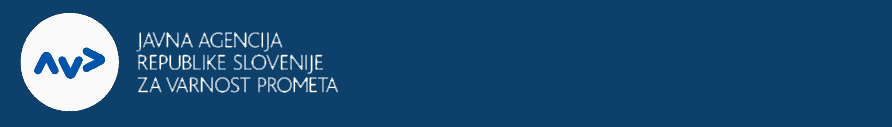 JAVNA AGENCIJA
REPUBLIKE SLOVENIJE
ZA VARNOST PROMETA